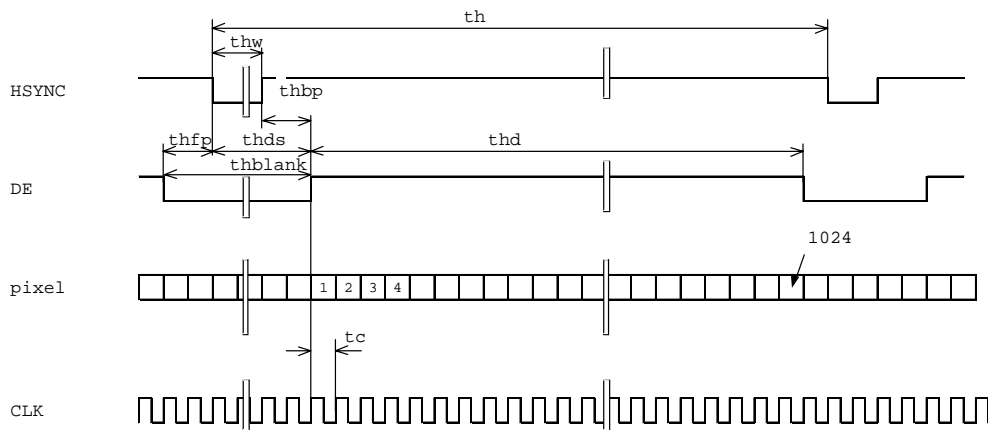 th
thw
HSYNC
thbp
thfp thds thd
thblank
DE
1024
pixel 1 2 3 4
tc
CLK